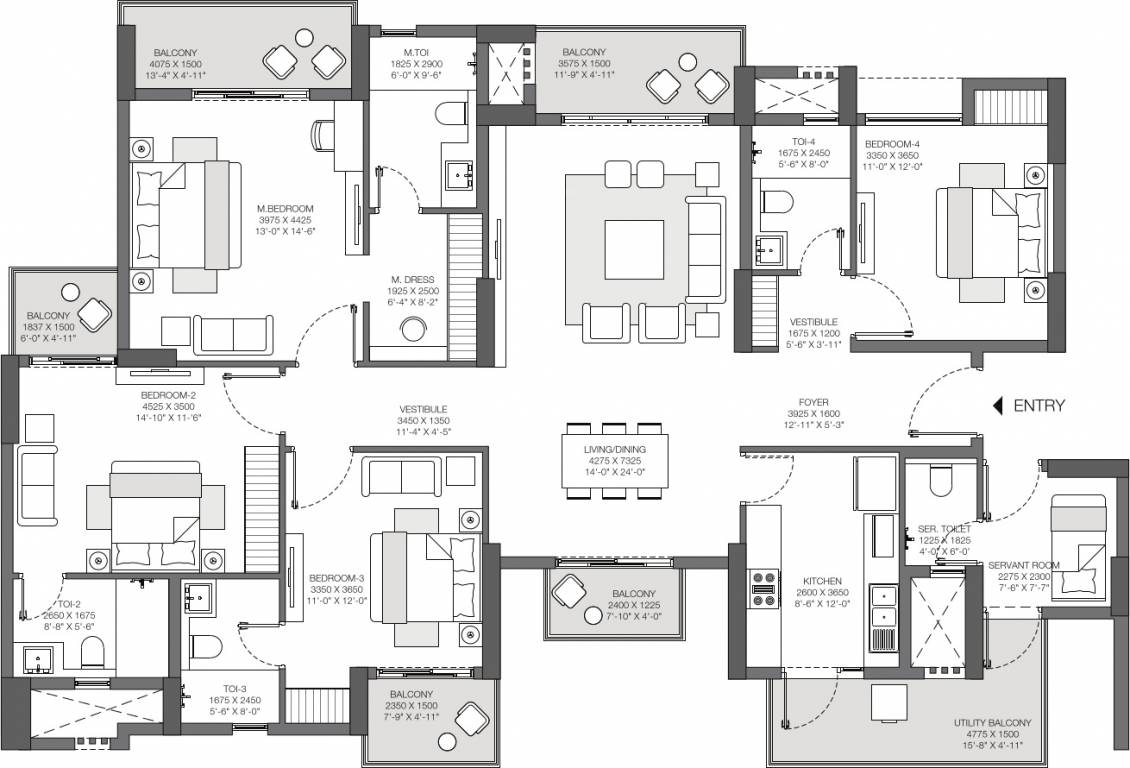 BALCONY
4075 X 1500
13'-4" X 4'-11"
M.TOI
1825 X 2900
6'-0" X 9'-6"
BALCONY
3575 X 1500
11'-9" X 4'-11"
TOI-4
1675 X 2450
5'-6" X 8'-0"
BEDROOM-4
3350 X 3650
11'-0" X 12'-0"
M.BEDROOM
3975 X 4425
13'-0" X 14'-6"
M. DRESS
1925 X 2500
6'-4" X 8'-2"
BALCONY
1837 X 1500
6'-0" X 4'-11"
VESTIBULE
1675 X 1200
5'-6" X 3'-11"
BEDROOM-2
4525 X 3500
14'-10" X 11'-6"
VESTIBULE
3450 X 1350
11'-4" X 4'-5"
FOYER
3925 X 1600
12'-11" X 5'-3"
ENTRY
LIVING/DINING
4275 X 7325
14'-0" X 24'-0"
SER. TOILET
1225 X 1825
4'-0" X 6'-0'
SERVANT ROOM
2275 X 2300
7'-6" X 7'-7"
BEDROOM-3
3350 X 3650
11'-0" X 12'-0"
KITCHEN
2600 X 3650
8'-6" X 12'-0"
BALCONY
2400 X 1225
7'-10" X 4'-0"
TOI-2
2650 X 1675
8'-8" X 5'-6"
TOI-3
1675 X 2450
5'-6" X 8'-0"
BALCONY
2350 X 1500
7'-9" X 4'-11"
UTILITY BALCONY
4775 X 1500
15'-8" X 4'-11"